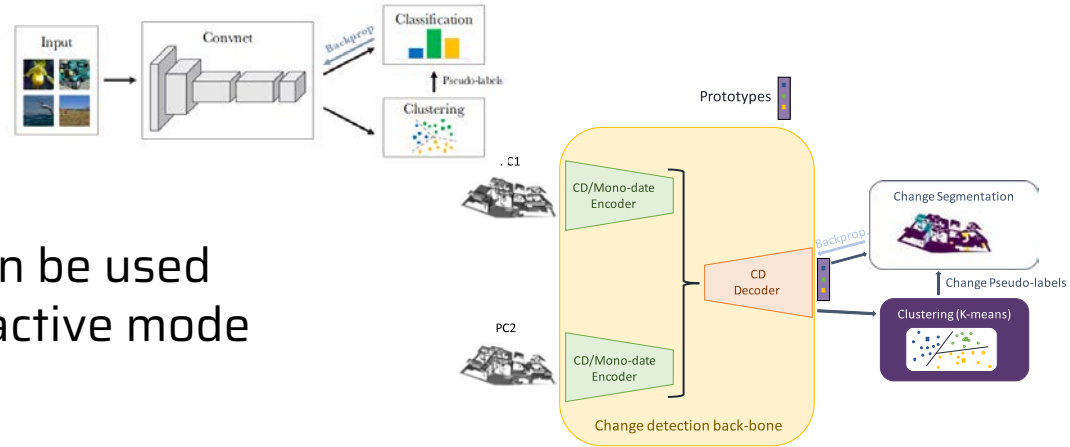 Input
Convnet
Backprop
Classification
Pseudo-labels
Clustering
Prototypes
C1
CD/Mono-date
Encoder
n be used
active mode
PC2
CD/Mono-date
Encoder
CD
Decoder
Change detection back-bone
Backprop.
Change Segmentation
Change Pseudo-labels
Clustering (K-means)